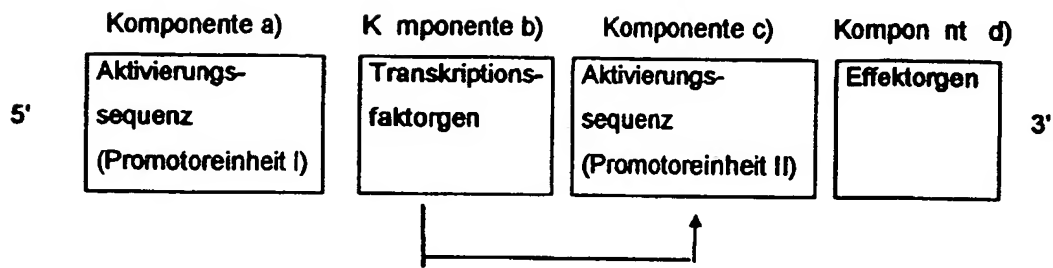 Komponente a) K mponente b) Komponente c) Kompon nt d)
Aktivierungs-
sequenz
(Promotoreinheit I)
Transkriptions-
faktorgen
Aktivierungs-
sequenz
(Promotoreinheit II)
Effektorgen
5'
3'